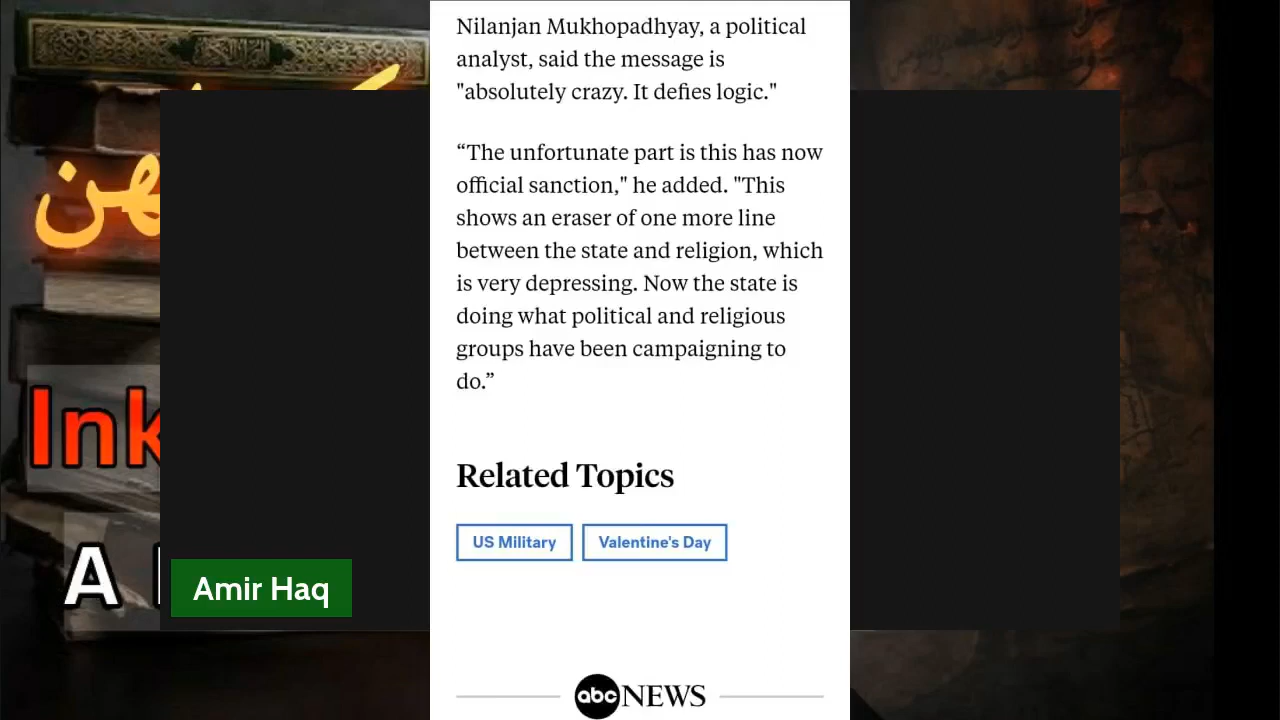 Nilanjan Mukhopadhyay, a political
analyst, said the message is
"absolutely crazy. It defies logic."
“The unfortunate part is this has now
official sanction," he added. "This
shows an eraser of one more line
between the state and religion, which
is very depressing. Now the state is
doing what political and religious
groups have been campaigning to
do.”
Related Topics
US Military
Valentine's Day
abc NEWS
Ink
A
Amir Haq